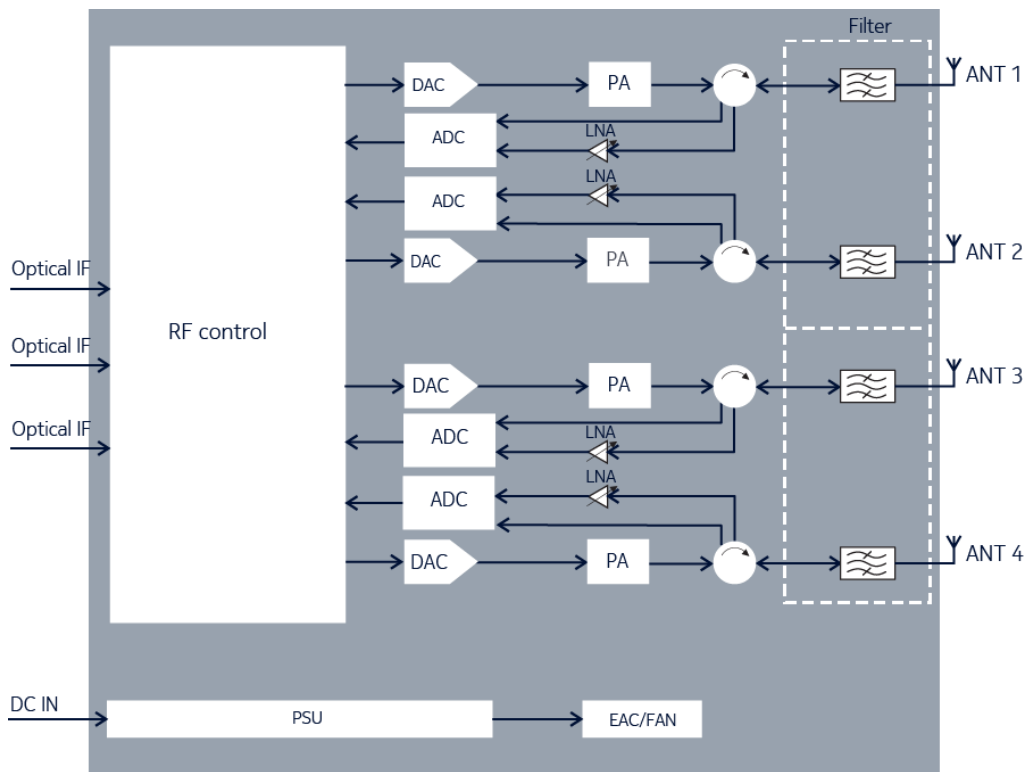 Filter
DAC
PA
ANT 1
ADC
LNA
LNA
ADC
ANT 2
DAC
PA
Optical IF
RF control
Optical IF
DAC
PA
ANT 3
Optical IF
ADC
LNA
LNA
ADC
DAC
PA
ANT 4
DC IN
PSU
EAC/FAN